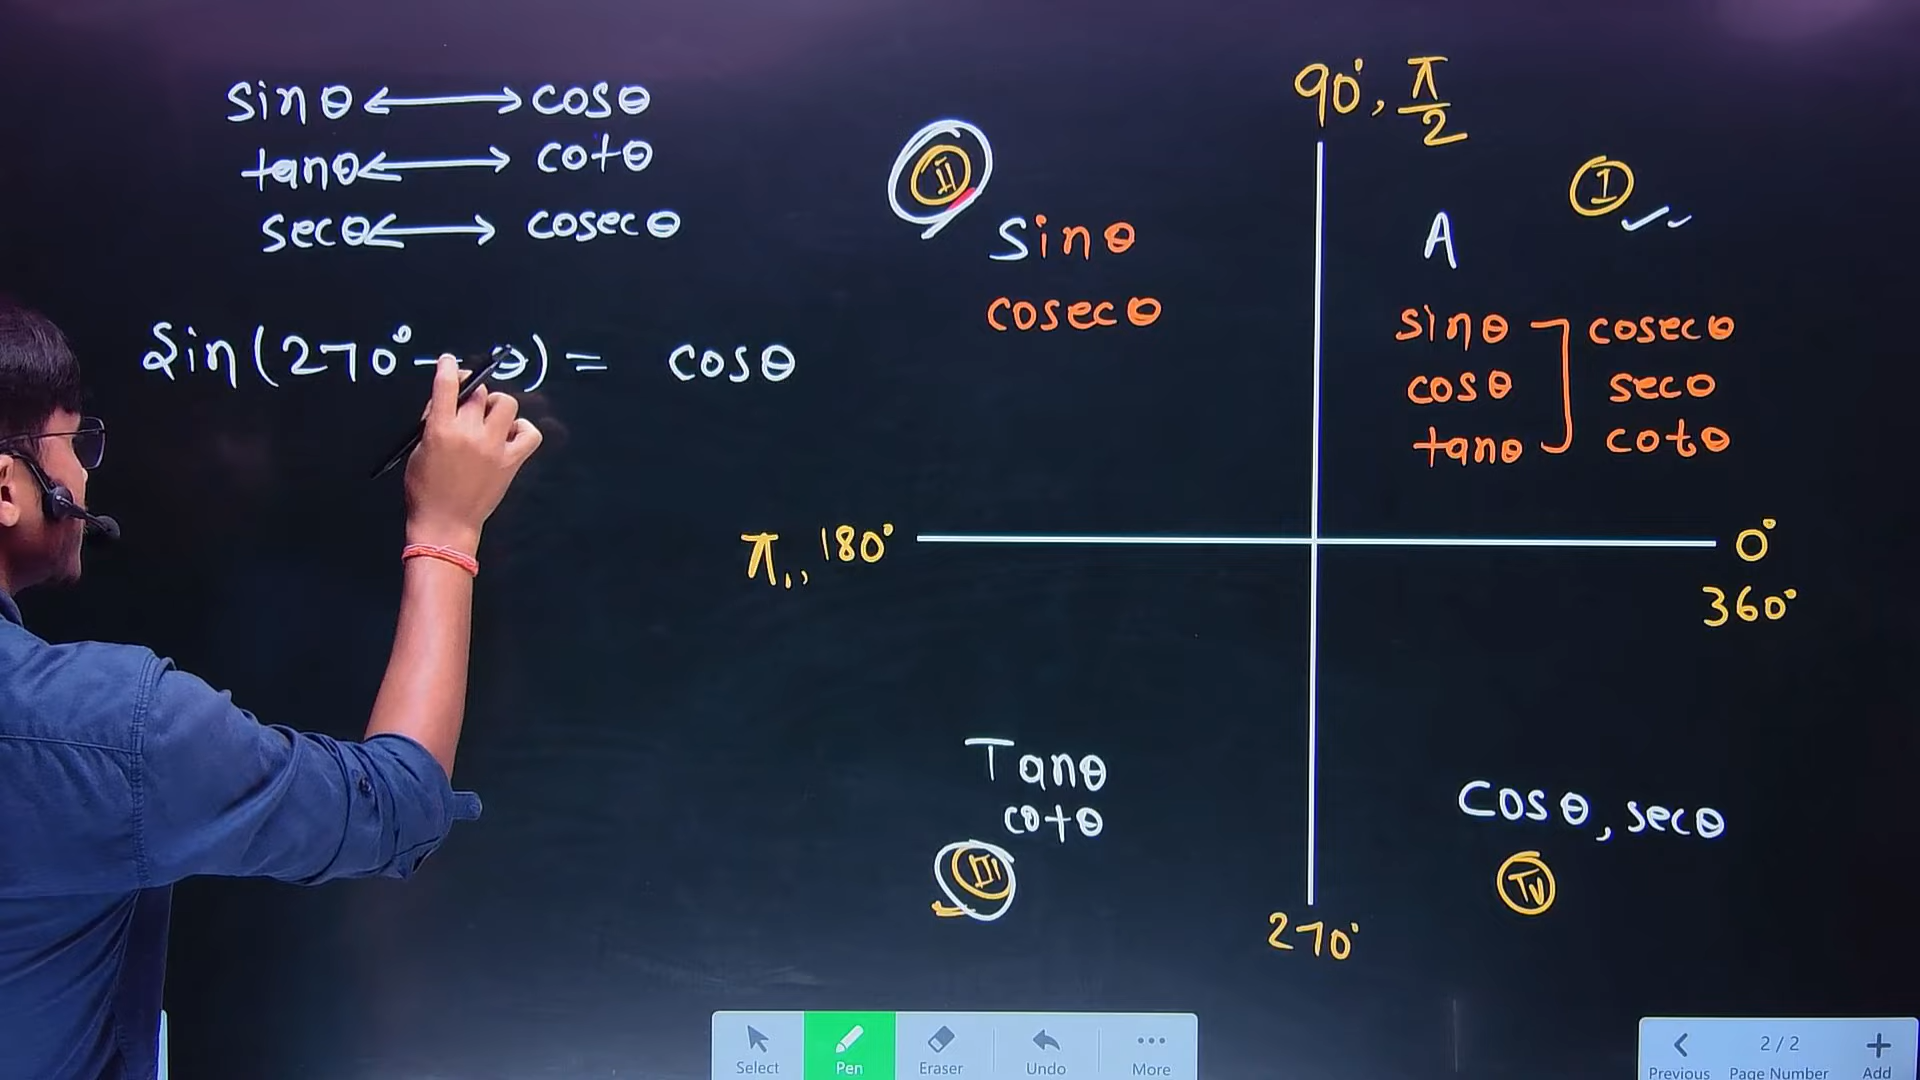 sinθ ⟷ cosθ
tanθ ⟷ cotθ
secθ ⟷ cosecθ
Sin(270° - θ) = cosθ
90°, π/2
II
sinθ
cosecθ
I
A
sinθ cosecθ
cosθ secθ
tanθ cotθ
π, 180°
0°
360°
Tanθ
cotθ
III
cosθ, secθ
IV
270°
Select Pen Eraser Undo More
2 / 2
Previous Page Number Add